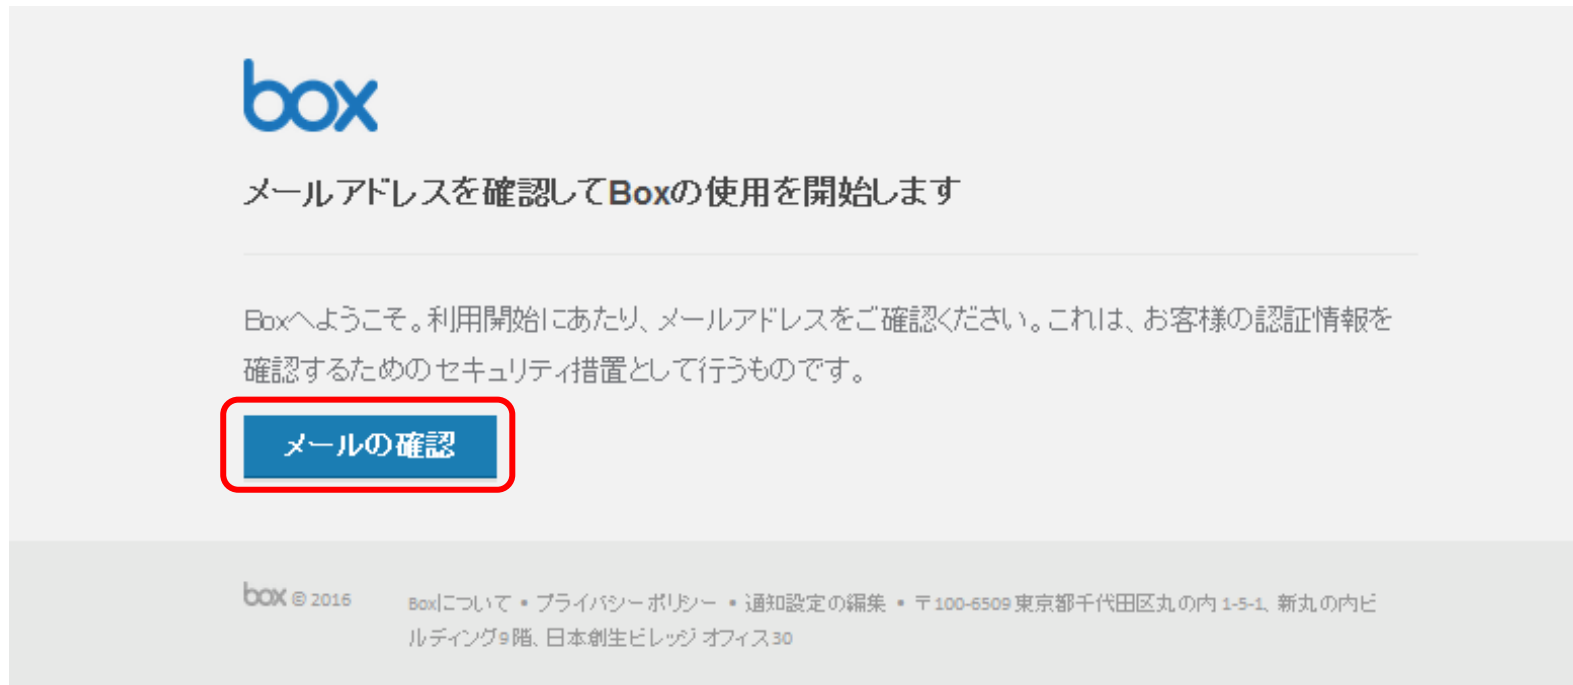 box
メールアドレスを確認してBoxの使用を開始します
Boxへようこそ。利用開始にあたり、メールアドレスをご確認ください。これは、お客様の認証情報を
確認するためのセキュリティ措置として行うものです。
メールの確認
box © 2016
Boxについて • プライバシーポリシー • 通知設定の編集 • 〒100-6509 東京都千代田区丸の内 1-5-1、新丸の内ビ
ルディング9階、日本創生ビレッジ オフィス30